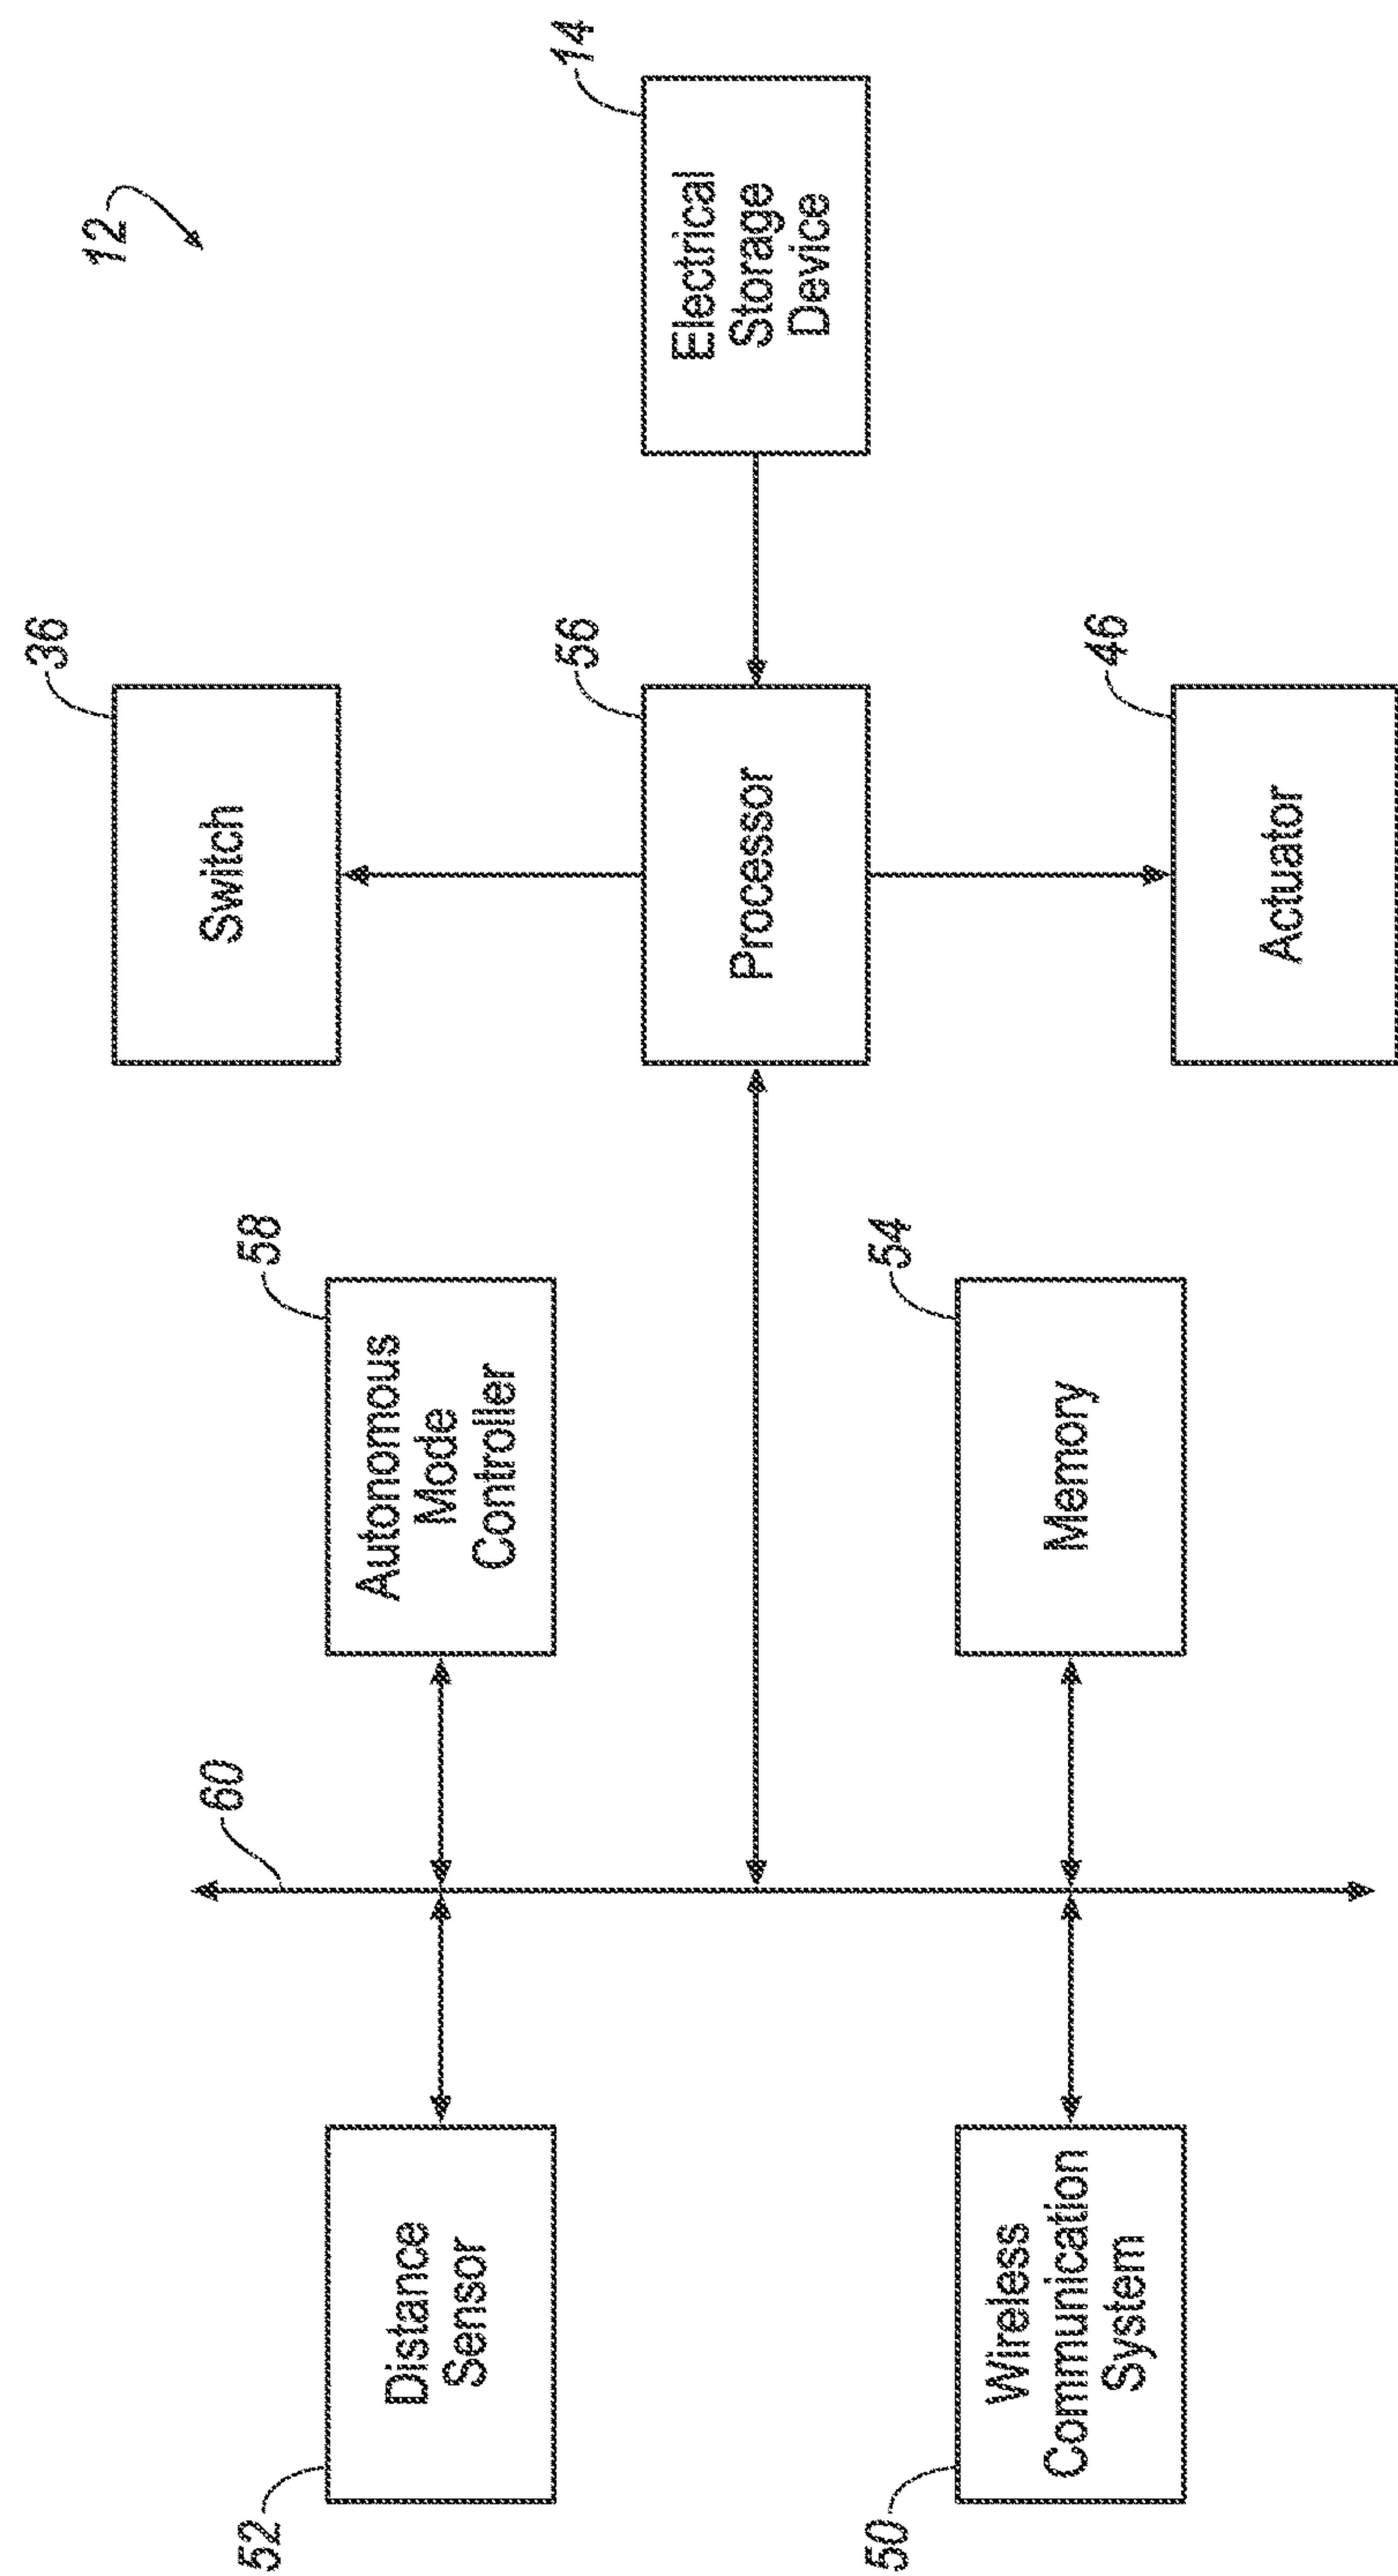 12
36
Switch
58
Autonomous
Mode
Controller
60
Distance
Sensor
52
14
Electrical
Storage
Device
56
Processor
46
Actuator
54
Memory
Wireless
Communication
System
50